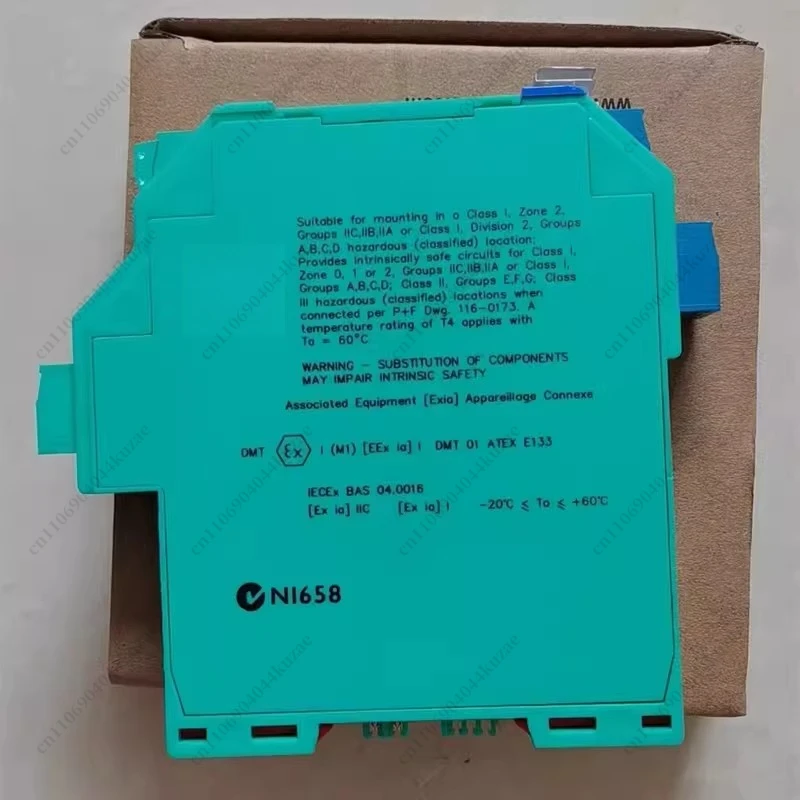 Suitable for mounting in a Class I, Zone 2,
Groups IIC,IIB,IIA or Class I, Division 2, Groups
A,B,C,D hazardous (classified) location;
Provides intrinsically safe circuits for Class I,
Zone 0, 1 or 2, Groups IIC,IIB,IIA or Class I,
Groups A,B,C,D; Class II, Groups E,F,G; Class
III hazardous (classified) locations when
connected per P+F Dwg. 116-0173. A
temperature rating of T4 applies with
Ta = 60°C
WARNING - SUBSTITUTION OF COMPONENTS
MAY IMPAIR INTRINSIC SAFETY
Associated Equipment [Exia] Appareillage Connexe
DMT Ex I (M1) [EEx ia] I DMT 01 ATEX E133
IECEx BAS 04.0016
[Ex ia] IIC [Ex ia] I -20°C ≤ Ta ≤ +60°C
N1658
cn1106904044kuzae